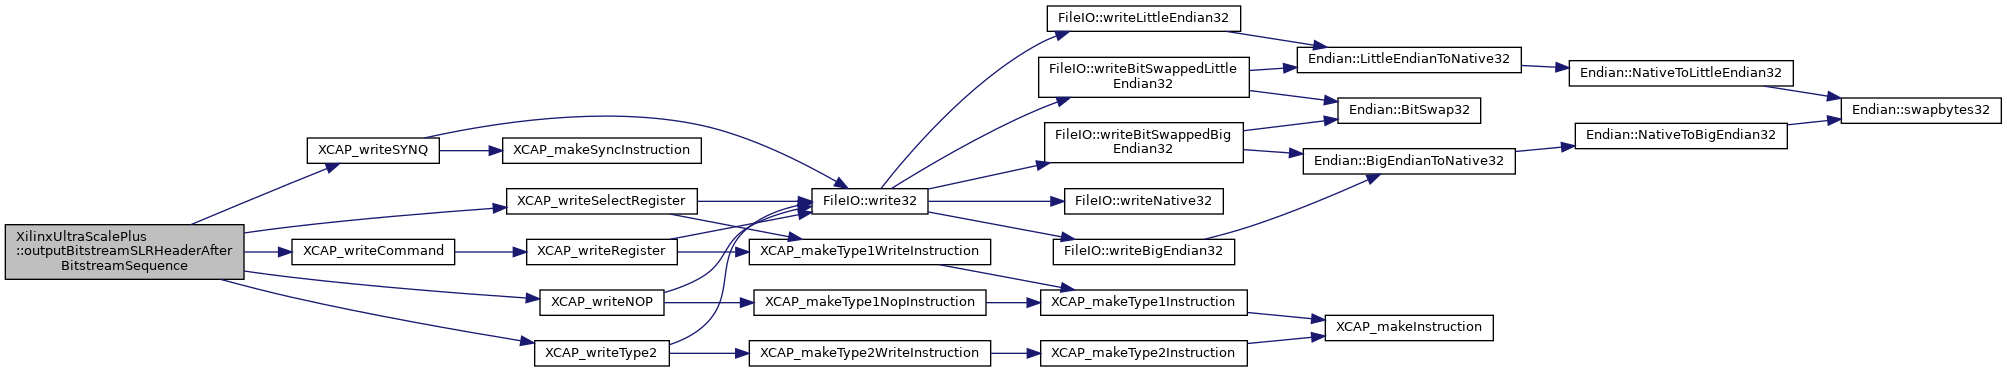 XilinxUltraScalePlus
::outputBitstreamSLRHeaderAfter
BitstreamSequence
XCAP_writeSYNQ
XCAP_writeSelectRegister
XCAP_writeCommand
XCAP_writeNOP
XCAP_writeType2
XCAP_makeSyncInstruction
XCAP_writeRegister
FileIO::write32
XCAP_makeType1WriteInstruction
XCAP_makeType1NopInstruction
XCAP_makeType2WriteInstruction
FileIO::writeLittleEndian32
FileIO::writeBitSwappedLittle
Endian32
FileIO::writeBitSwappedBig
Endian32
FileIO::writeNative32
FileIO::writeBigEndian32
XCAP_makeType1Instruction
XCAP_makeType2Instruction
Endian::LittleEndianToNative32
Endian::BitSwap32
Endian::BigEndianToNative32
XCAP_makeInstruction
Endian::NativeToLittleEndian32
Endian::NativeToBigEndian32
Endian::swapbytes32